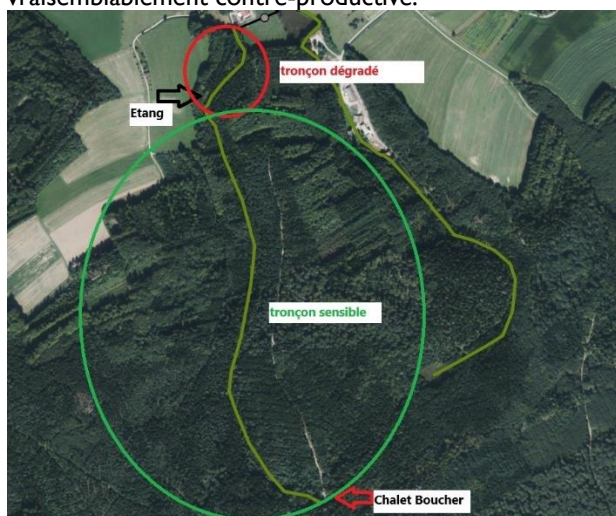 vraisemblablement contre-productive.
tronçon dégradé
Etang
tronçon sensible
Chalet Boucher